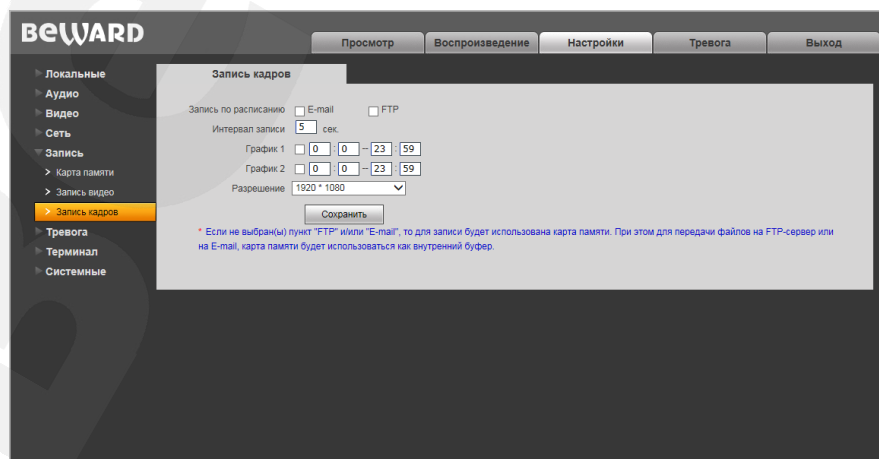 BEWARD
Просмотр Воспроизведение Настройки Тревога Выход
Локальные
Аудио
Видео
Сеть
Запись
Карта памяти
Запись видео
Запись кадров
Тревога
Терминал
Системные
Запись кадров
Запись по расписанию E-mail FTP
Интервал записи 5 сек.
График 1 0 : 0 -- 23 : 59
График 2 0 : 0 -- 23 : 59
Разрешение 1920 * 1080
Сохранить
* Если не выбран(ы) пункт "FTP" и/или "E-mail", то для записи будет использована карта памяти. При этом для передачи файлов на FTP-сервер или
на E-mail, карта памяти будет использоваться как внутренний буфер.